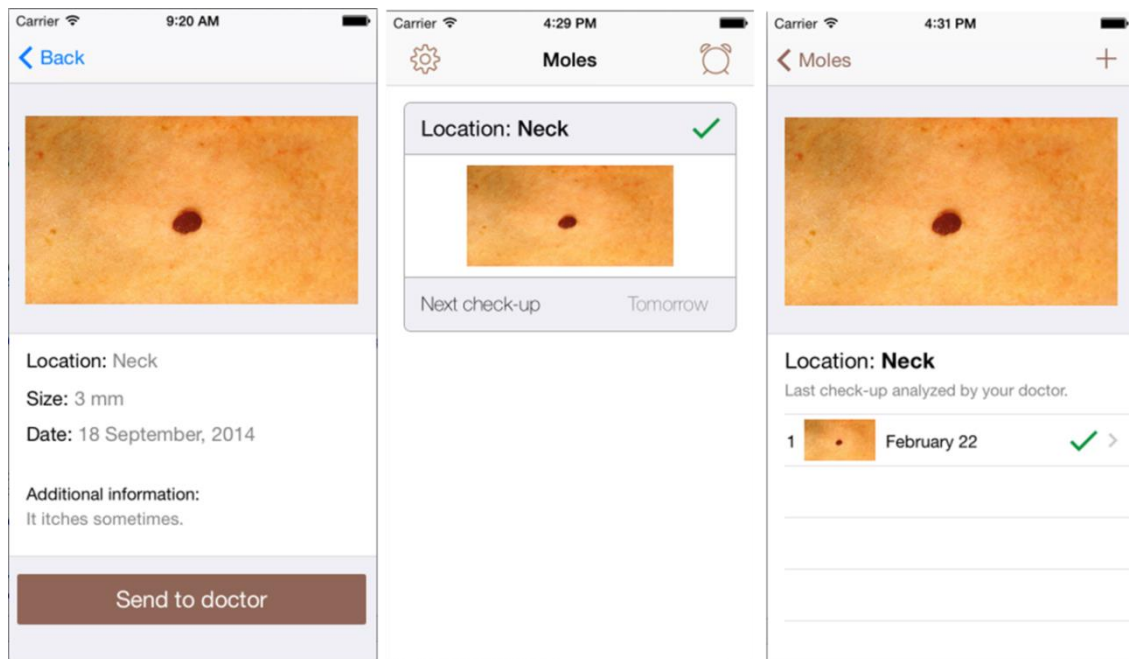 Carrier 9:20 AM
Back
Location: Neck
Size: 3 mm
Date: 18 September, 2014
Additional information:
It itches sometimes.
Send to doctor
Carrier 4:29 PM
Moles
Location: Neck
Next check-up Tomorrow
Carrier 4:31 PM
Moles
Location: Neck
Last check-up analyzed by your doctor.
1 February 22